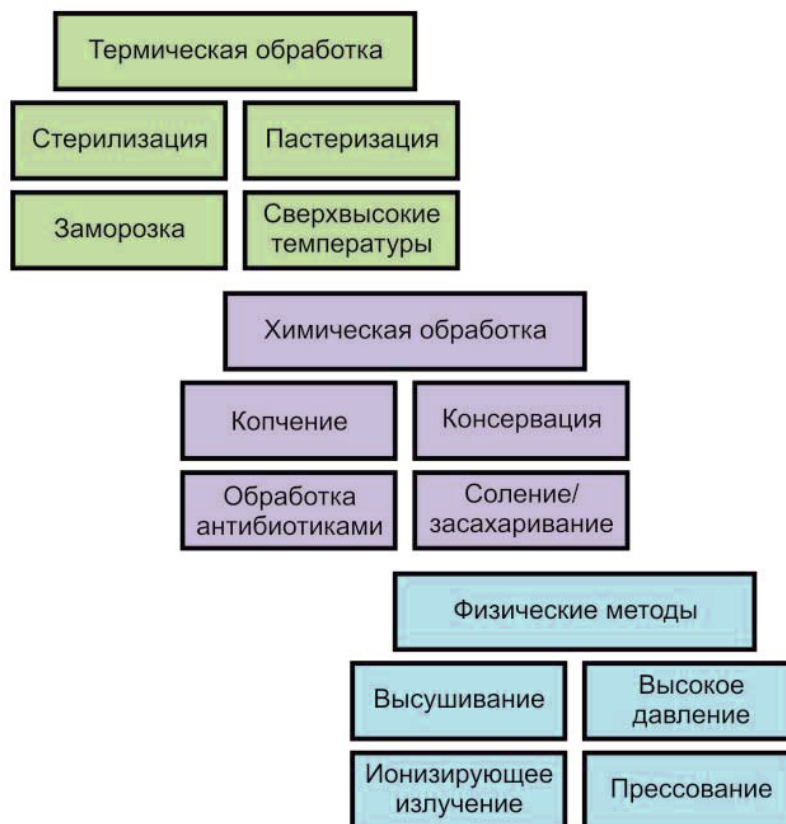 Термическая обработка
Стерилизация
Пастеризация
Заморозка
Сверхвысокие
температуры
Химическая обработка
Копчение
Консервация
Обработка
антибиотиками
Соление/
засахаривание
Физические методы
Высушивание
Высокое
давление
Ионизирующее
излучение
Прессование